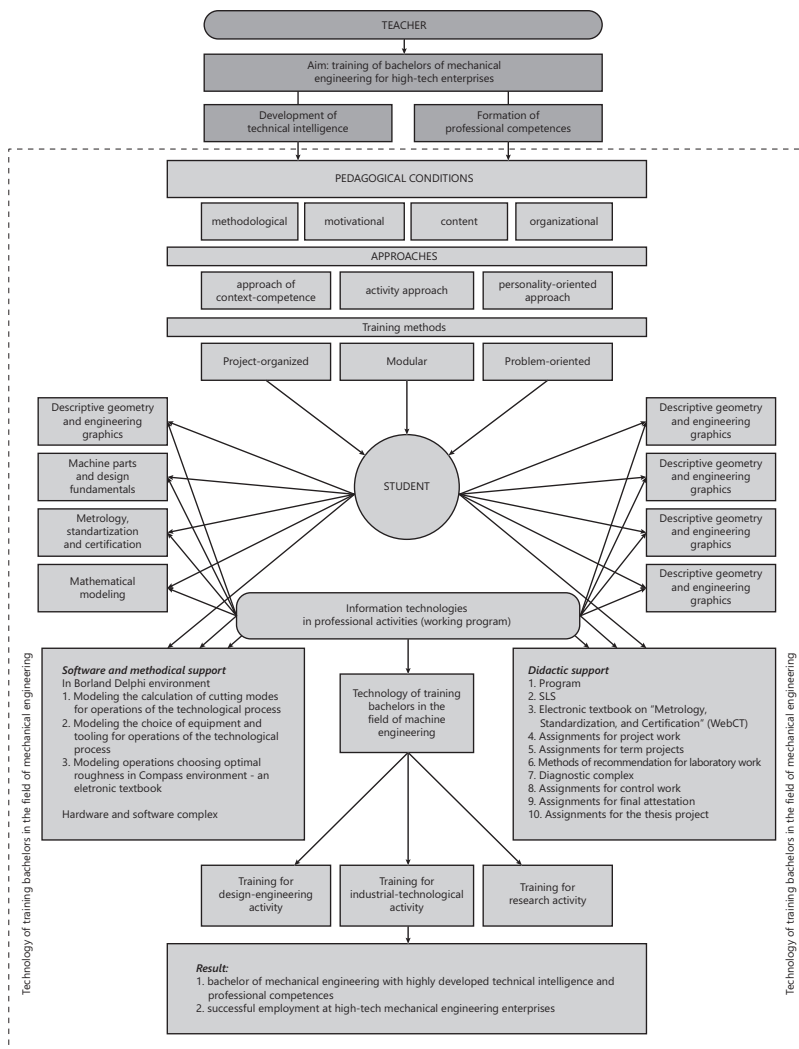 TEACHER
Aim: training of bachelors of mechanical
engineering for high-tech enterprises
Development of
technical intelligence
Formation of
professional competences
PEDAGOGICAL CONDITIONS
methodological
motivational
content
organizational
APPROACHES
approach of
context-competence
activity approach
personality-oriented
approach
Training methods
Project-organized
Modular
Problem-oriented
Descriptive geometry
and engineering
graphics
Machine parts
and design
fundamentals
Metrology,
standartization
and certification
Mathematical
modeling
STUDENT
Descriptive geometry
and engineering
graphics
Descriptive geometry
and engineering
graphics
Descriptive geometry
and engineering
graphics
Descriptive geometry
and engineering
graphics
Information technologies
in professional activities (working program)
Technology of training bachelors in the field of mechanical engineering
Software and methodical support
In Borland Delphi environment
1. Modeling the calculation of cutting modes
for operations of the technological process
2. Modeling the choice of equipment and
tooling for operations of the technological
process
3. Modeling operations choosing optimal
roughness in Compass environment - an
eletronic textbook
Hardware and software complex
Technology of training
bachelors in the
field of machine
engineering
Didactic support
1. Program
2. SLS
3. Electronic textbook on "Metrology,
Standardization, and Certification" (WebCT)
4. Assignments for project work
5. Assignments for term projects
6. Methods of recommendation for laboratory work
7. Diagnostic complex
8. Assignments for control work
9. Assignments for final attestation
10. Assignments for the thesis project
Technology of training bachelors in the field of mechanical engineering
Training for
design-engineering
activity
Training for
industrial-technological
activity
Training for
research activity
Result:
1. bachelor of mechanical engineering with highly developed technical intelligence and
professional competences
2. successful employment at high-tech mechanical engineering enterprises